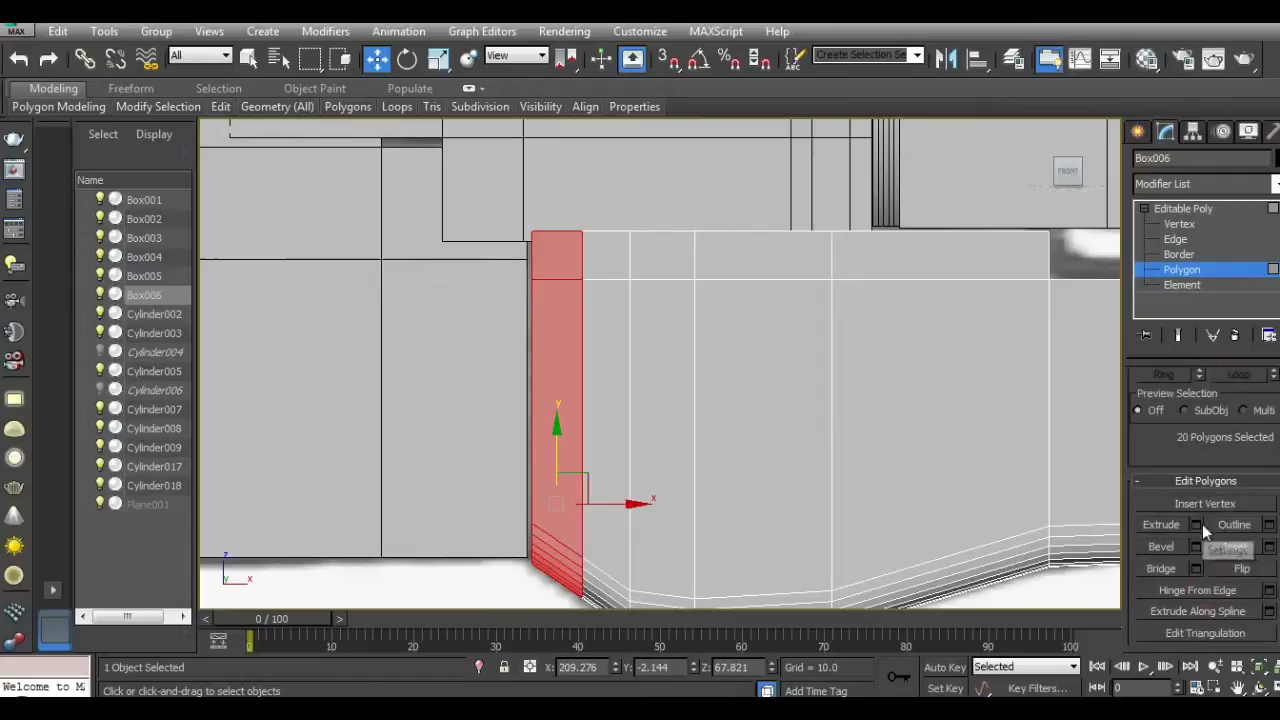 MAX Edit Tools Group Views Create Modifiers Animation Graph Editors Rendering Customize MAXScript Help
All View Create Selection Se
Modeling Freeform Selection Object Paint Populate
Polygon Modeling Modify Selection Edit Geometry (All) Polygons Loops Tris Subdivision Visibility Align Properties
Select Display
Name
Box001
Box002
Box003
Box004
Box005
Box006
Cylinder002
Cylinder003
Cylinder004
Cylinder005
Cylinder006
Cylinder007
Cylinder008
Cylinder009
Cylinder017
Cylinder018
Plane001
FRONT
y
x
z
y x
Box006
Modifier List
Editable Poly
Vertex
Edge
Border
Polygon
Element
Ring Loop
Preview Selection
Off SubObj Multi
20 Polygons Selected
- Edit Polygons
Insert Vertex
Extrude Outline
Bevel
Settings
Bridge Flip
Hinge From Edge
Extrude Along Spline
Edit Triangulation
< 0 / 100 >
0 10 20 30 40 50 60 70 80 90 100
1 Object Selected X: 209.276 Y: -2.144 Z: 67.821 Grid = 10.0 Auto Key Selected
Welcome to M Click or click-and-drag to select objects Add Time Tag Set Key Key Filters... 0